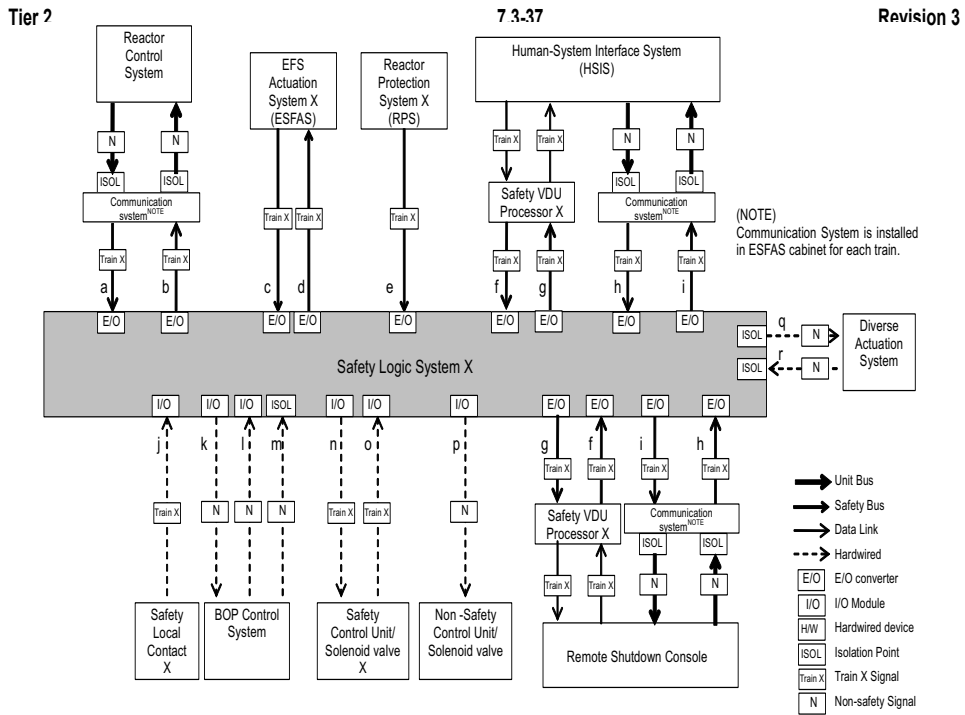 Tier 2
7.3-37
Revision 3
Reactor
Control
System
EFS
Actuation
System X
(ESFAS)
Reactor
Protection
System X
(RPS)
Human-System Interface System
(HSIS)
N
N
Train X
Train X
N
N
ISOL
ISOL
ISOL
ISOL
Communication
systemNOTE
Train X
Train X
Train X
Safety VDU
Processor X
Communication
systemNOTE
(NOTE)
Communication System is installed
in ESFAS cabinet for each train.
Train X
Train X
Train X
Train X
Train X
Train X
a
b
c
d
e
f
g
h
i
E/O
E/O
E/O
E/O
E/O
E/O
E/O
E/O
E/O
Safety Logic System X
ISOL
q
N
ISOL
r
N
Diverse
Actuation
System
I/O
I/O
I/O
ISOL
I/O
I/O
I/O
E/O
E/O
E/O
E/O
j
k
l
m
n
o
p
g
f
i
h
Train X
Train X
Train X
Train X
Train X
N
N
N
Train X
Train X
N
Safety VDU
Processor X
Communication
systemNOTE
ISOL
ISOL
Train X
Train X
N
N
Safety
Local
Contact
X
BOP Control
System
Safety
Control Unit/
Solenoid valve
X
Non -Safety
Control Unit/
Solenoid valve
Remote Shutdown Console
Unit Bus
Safety Bus
Data Link
Hardwired
E/O
E/O converter
I/O
I/O Module
H/W
Hardwired device
ISOL
Isolation Point
Train X
Train X Signal
N
Non-safety Signal